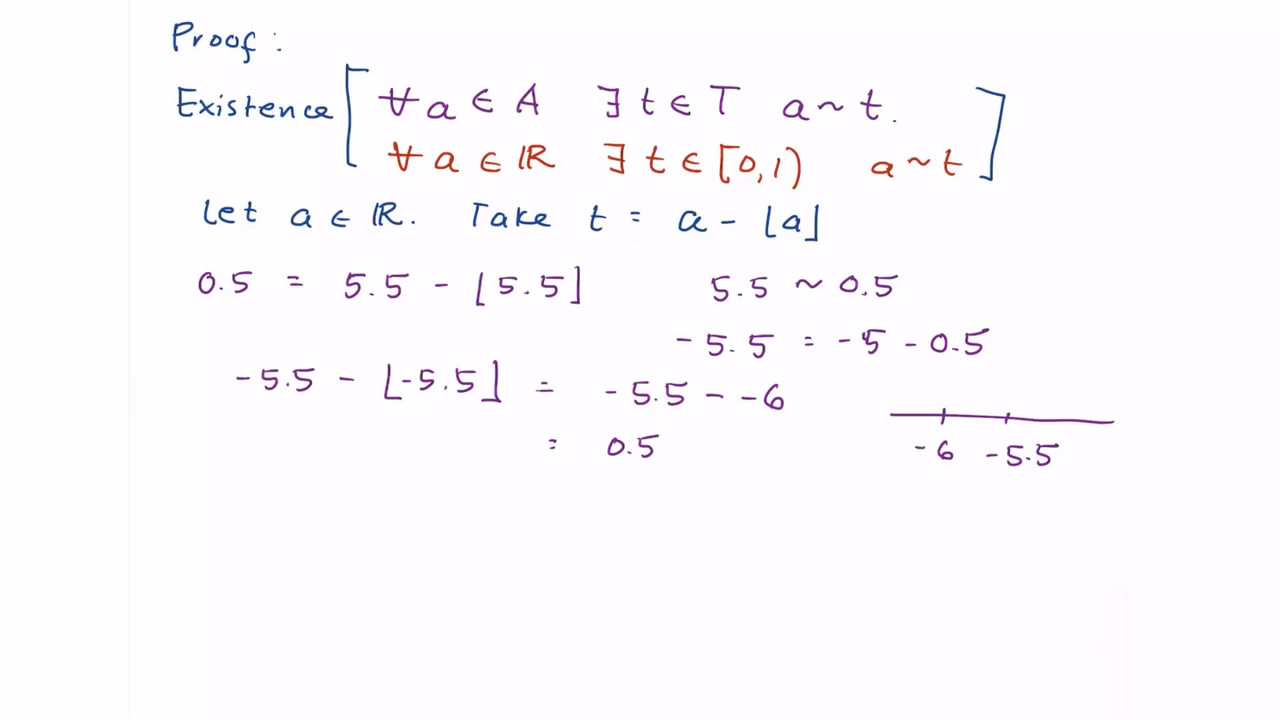 Proof :
Existence [ ∀ a ∈ A ∃ t ∈ T a ~ t.
∀ a ∈ ℝ ∃ t ∈ [0,1) a ~ t ]
Let a ∈ ℝ. Take t = a - ⌊a⌋
0.5 = 5.5 - ⌊5.5⌋ 5.5 ~ 0.5
-5.5 = -5 - 0.5
-5.5 - ⌊-5.5⌋ = -5.5 - -6
= 0.5
-6 -5.5